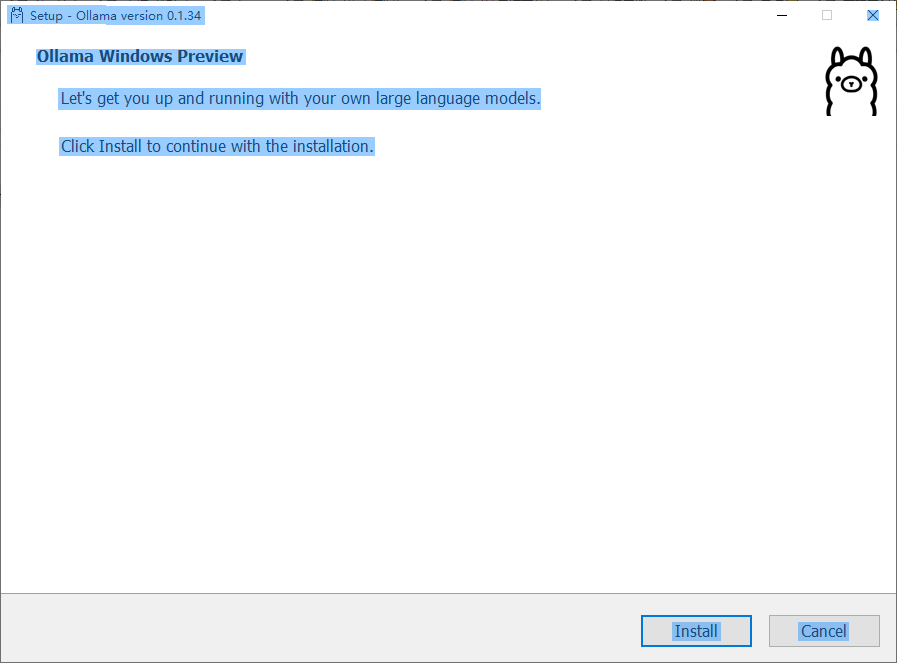 Setup - Ollama version 0.1.34
Ollama Windows Preview
Let's get you up and running with your own large language models.
Click Install to continue with the installation.
Install
Cancel